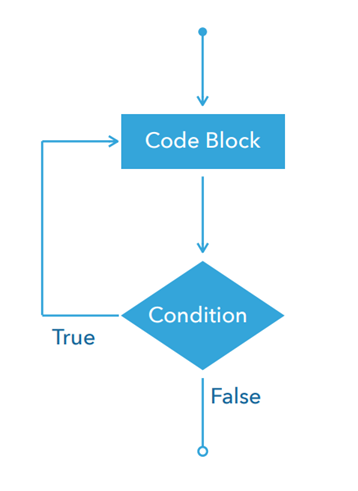 Code Block
Condition
True
False